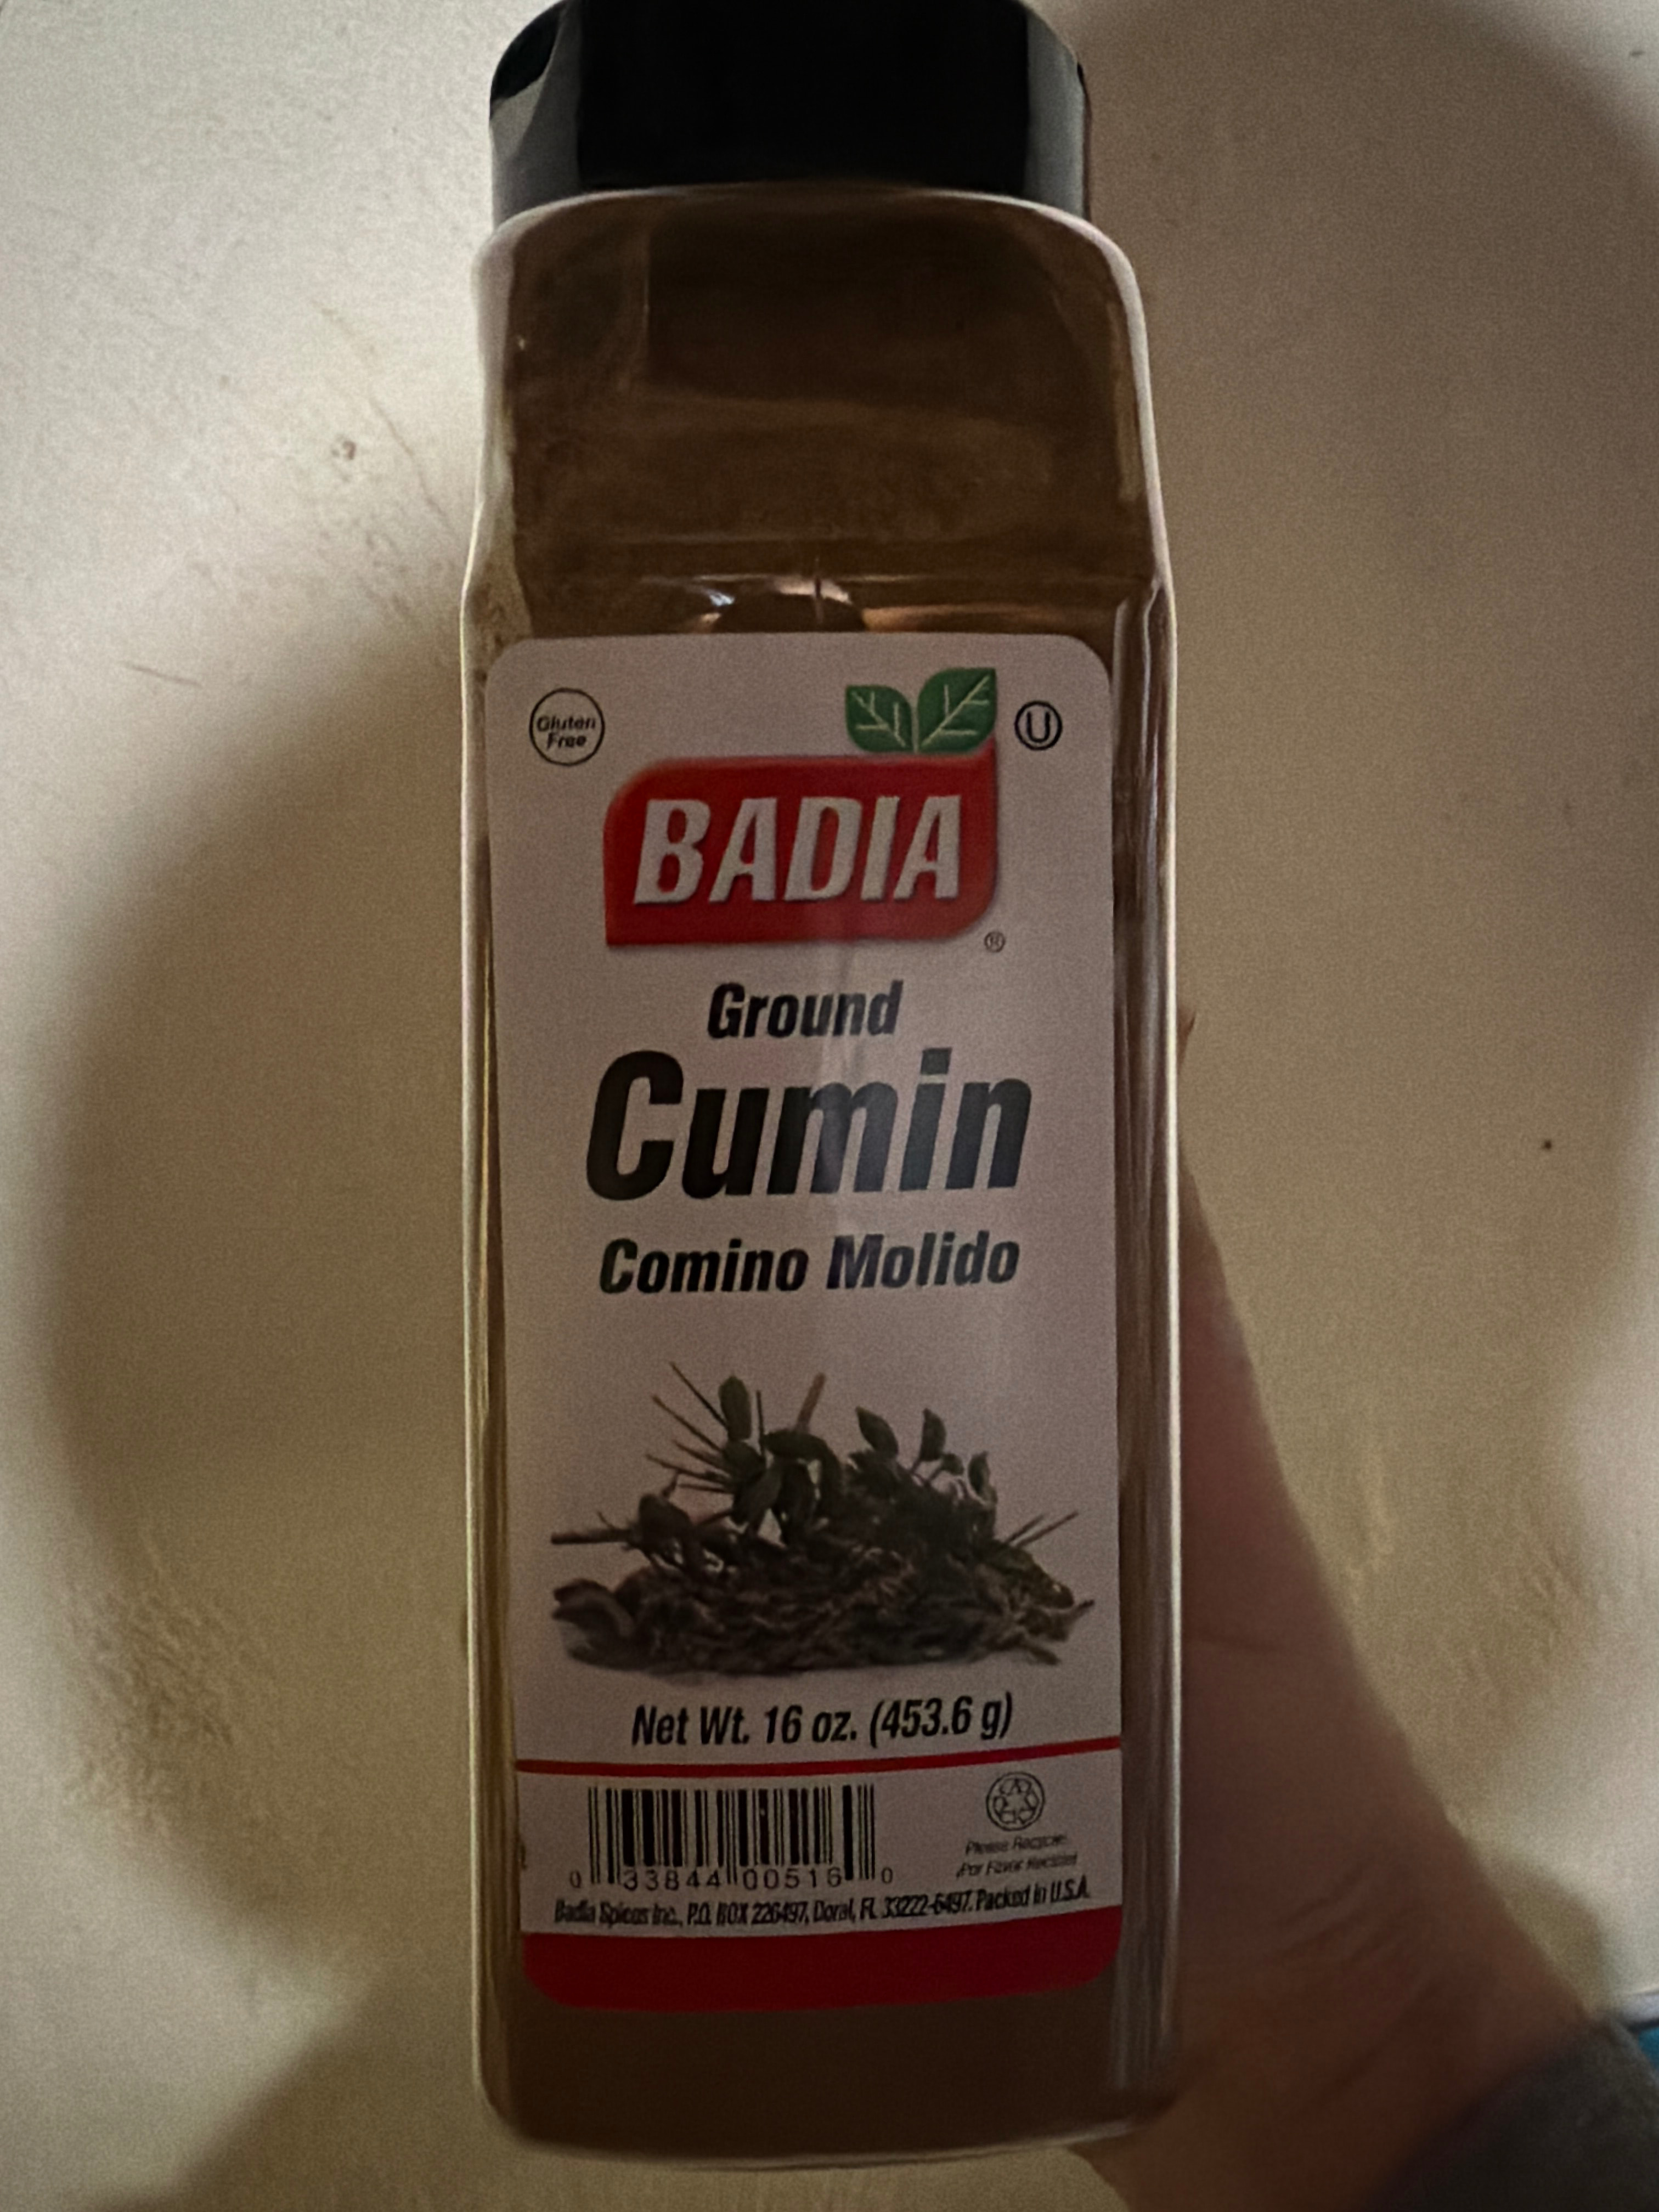 Gluten
Free
U
BADIA
®
Ground
Cumin
Comino Molido
Net Wt. 16 oz. (453.6 g)
0 33844 00516 0
Please Recycle
Por Favor Recicle
Badia Spices Inc., P.O. BOX 226497, Doral, FL 33222-6497. Packed in U.S.A.